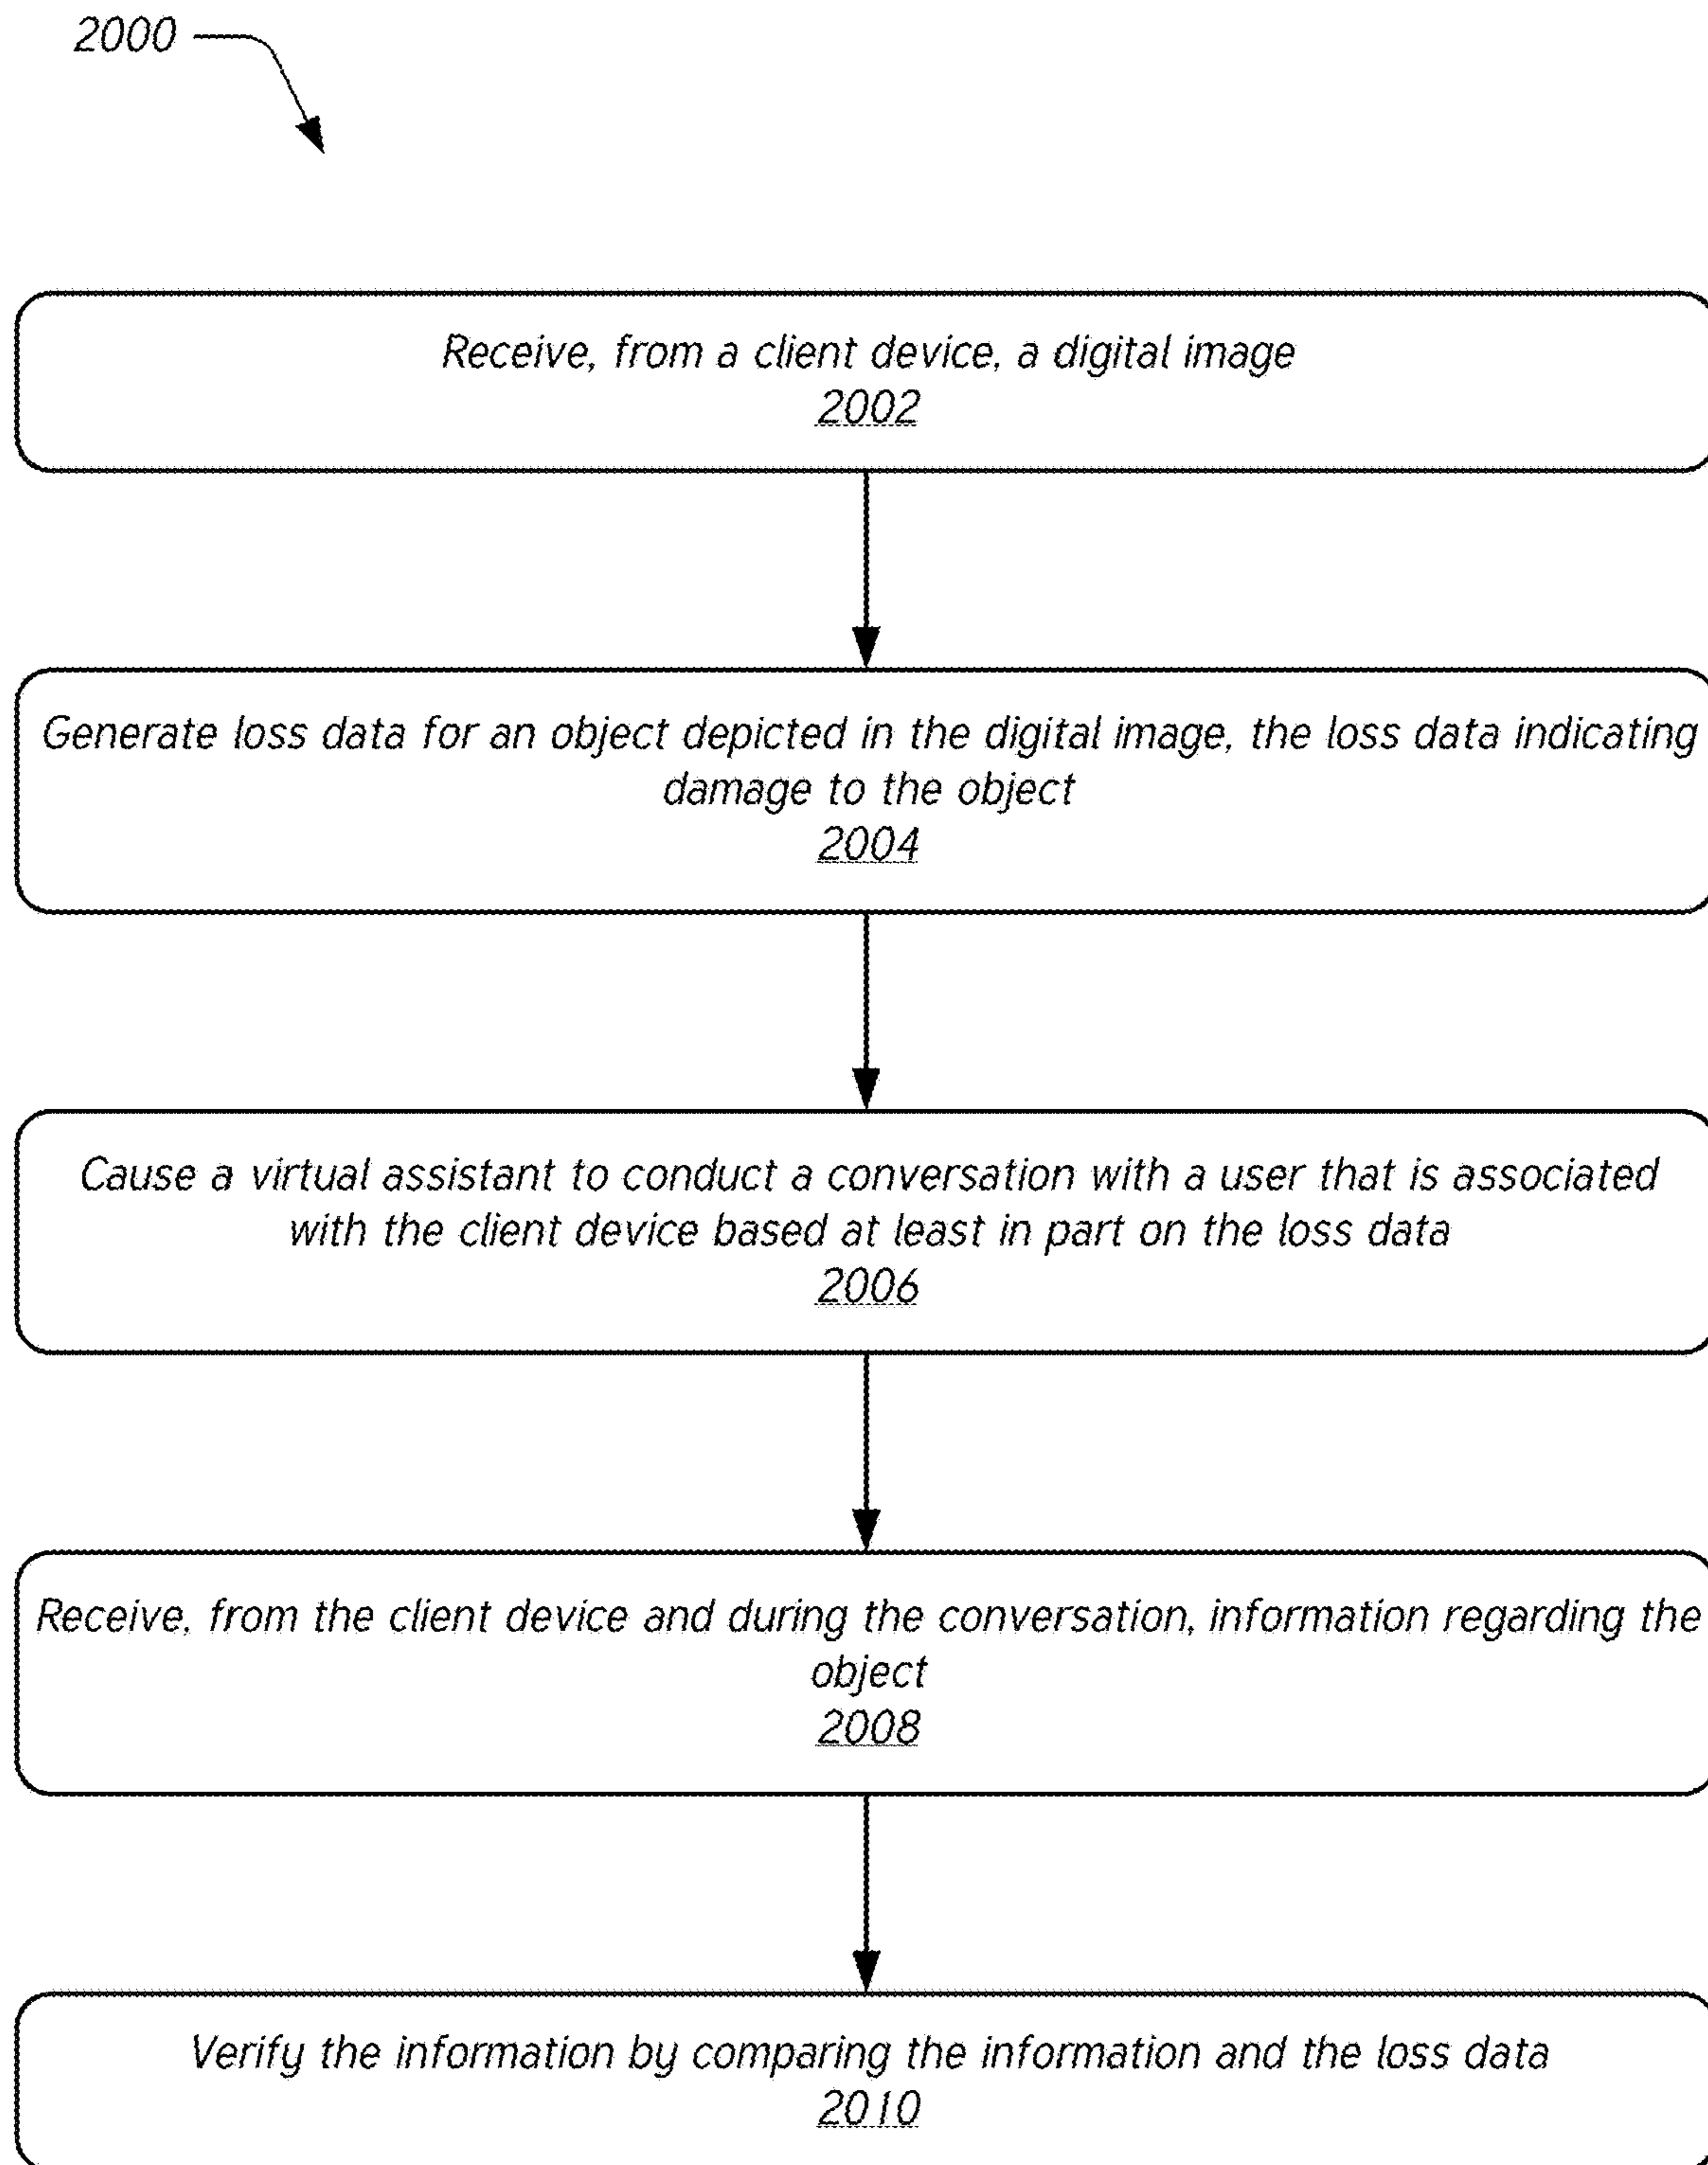 2000
Receive, from a client device, a digital image
2002
Generate loss data for an object depicted in the digital image, the loss data indicating
damage to the object
2004
Cause a virtual assistant to conduct a conversation with a user that is associated
with the client device based at least in part on the loss data
2006
Receive, from the client device and during the conversation, information regarding the
object
2008
Verify the information by comparing the information and the loss data
2010